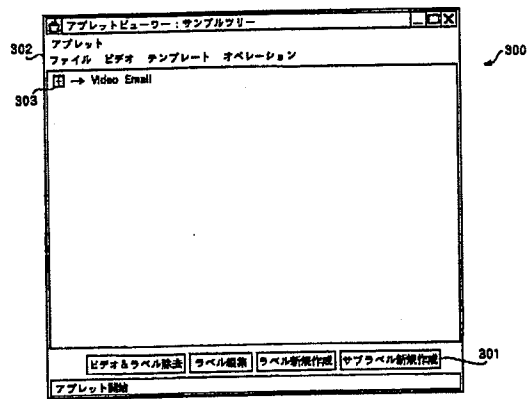 アプレットビューワー：サンプルツリー
アプレット
302
ファイル ビデオ テンプレート オペレーション
300
303
→ Video Email
ビデオ＆ラベル除去 ラベル編集 ラベル新規作成 サブラベル新規作成
301
アプレット開始